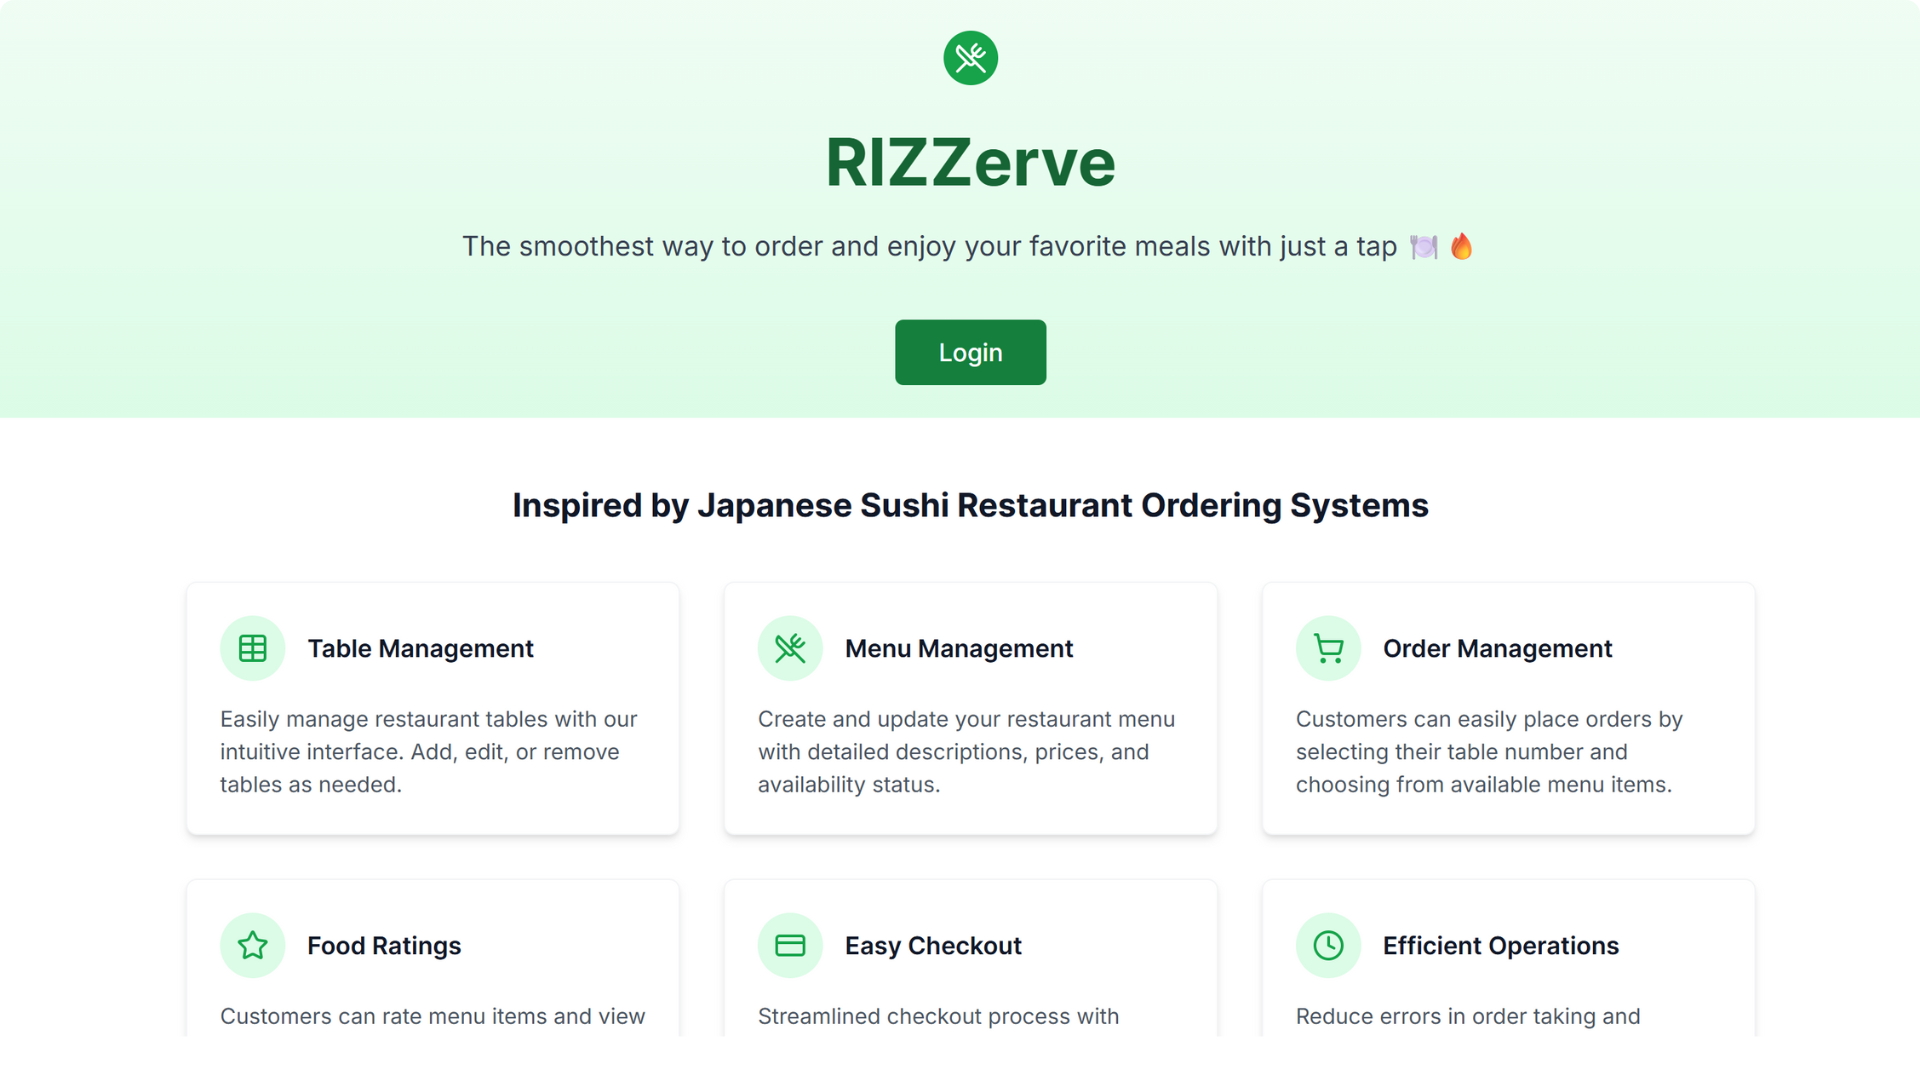 RIZZerve
The smoothest way to order and enjoy your favorite meals with just a tap 🍽️ 🔥
Login
Inspired by Japanese Sushi Restaurant Ordering Systems
Table Management
Easily manage restaurant tables with our
intuitive interface. Add, edit, or remove
tables as needed.
Menu Management
Create and update your restaurant menu
with detailed descriptions, prices, and
availability status.
Order Management
Customers can easily place orders by
selecting their table number and
choosing from available menu items.
Food Ratings
Customers can rate menu items and view
Easy Checkout
Streamlined checkout process with
Efficient Operations
Reduce errors in order taking and